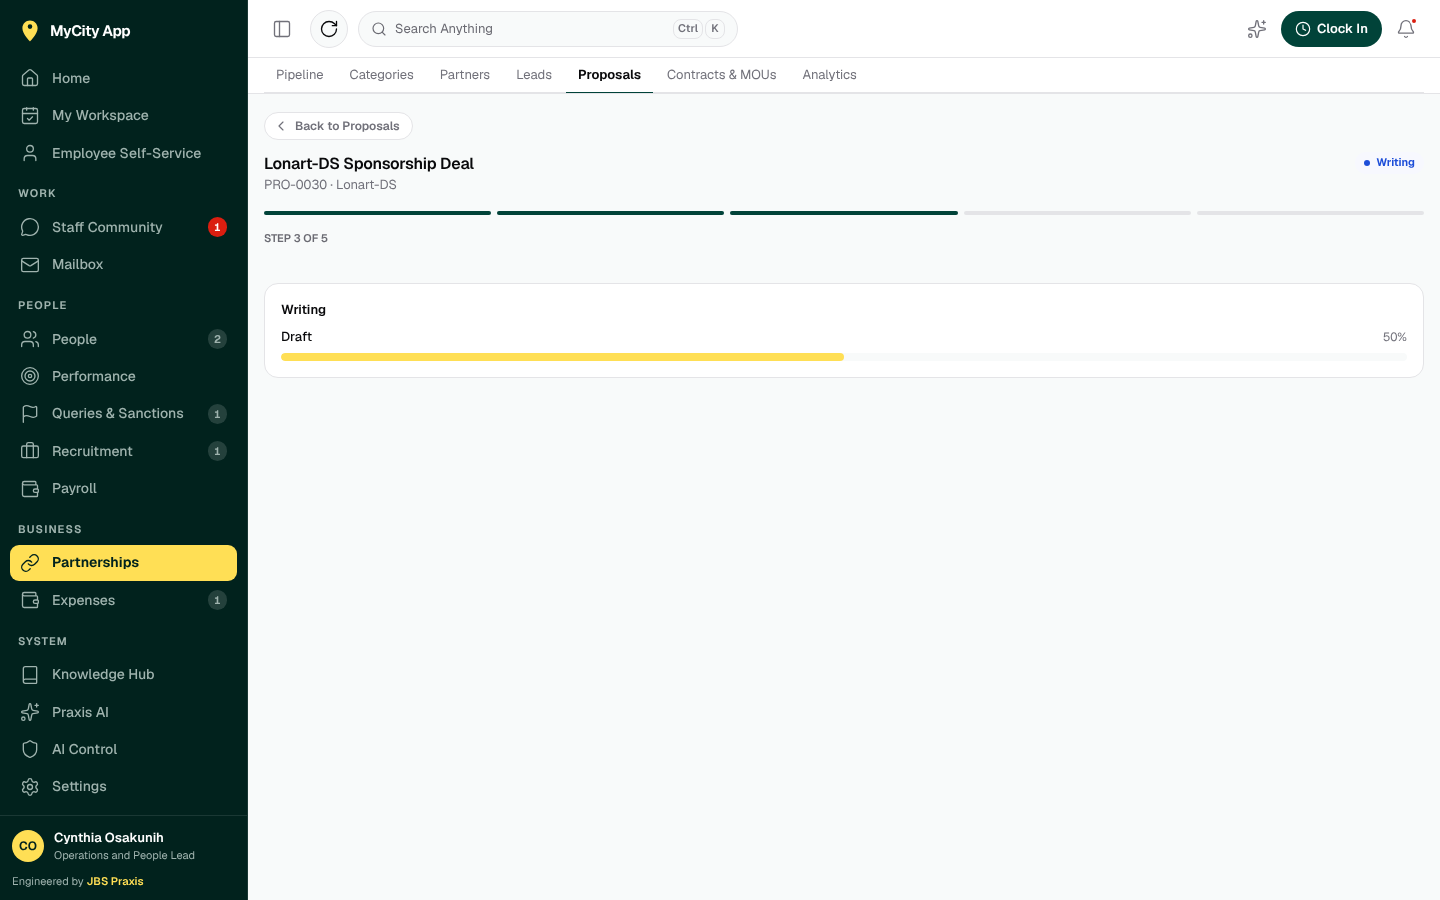 MyCity App
Home
My Workspace
Employee Self-Service
WORK
Staff Community 1
Mailbox
PEOPLE
People 2
Performance
Queries & Sanctions 1
Recruitment 1
Payroll
BUSINESS
Partnerships
Expenses 1
SYSTEM
Knowledge Hub
Praxis AI
AI Control
Settings
CO
Cynthia Osakunih
Operations and People Lead
Engineered by JBS Praxis
Search Anything Ctrl K
Clock In
Pipeline Categories Partners Leads Proposals Contracts & MOUs Analytics
Back to Proposals
Lonart-DS Sponsorship Deal
Writing
PRO-0030 · Lonart-DS
STEP 3 OF 5
Writing
Draft 50%